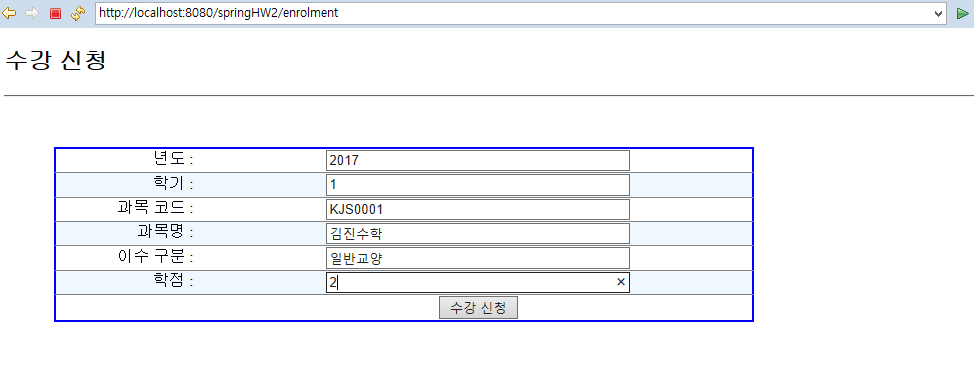 http://localhost:8080/springHW2/enrolment
수강 신청
년도 : 2017
학기 : 1
과목 코드 : KJS0001
과목명 : 김진수학
이수 구분 : 일반교양
학점 : 2
수강 신청